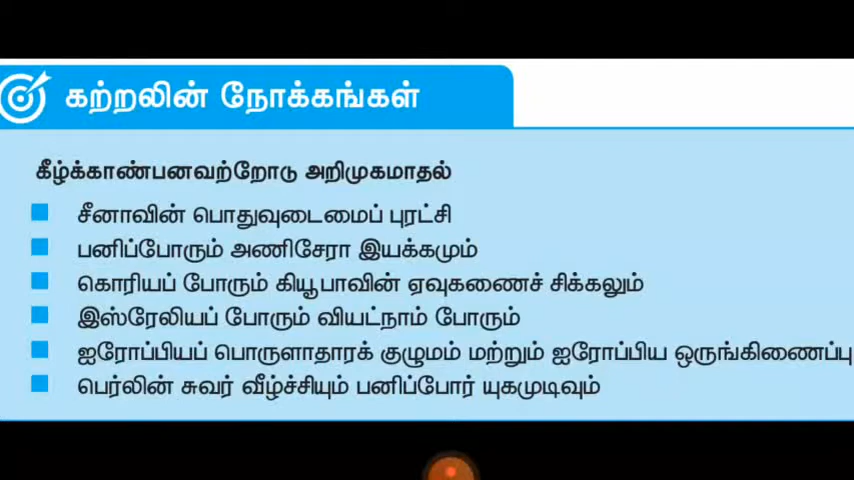 கற்றலின் நோக்கங்கள்
கீழ்க்காண்பனவற்றோடு அறிமுகமாதல்
சீனாவின் பொதுவுடைமைப் புரட்சி
பனிப்போரும் அணிசேரா இயக்கமும்
கொரியப் போரும் கியூபாவின் ஏவுகணைச் சிக்கலும்
இஸ்ரேலியப் போரும் வியட்நாம் போரும்
ஐரோப்பியப் பொருளாதாரக் குழுமம் மற்றும் ஐரோப்பிய ஒருங்கிணைப்பு
பெர்லின் சுவர் வீழ்ச்சியும் பனிப்போர் யுகமுடிவும்